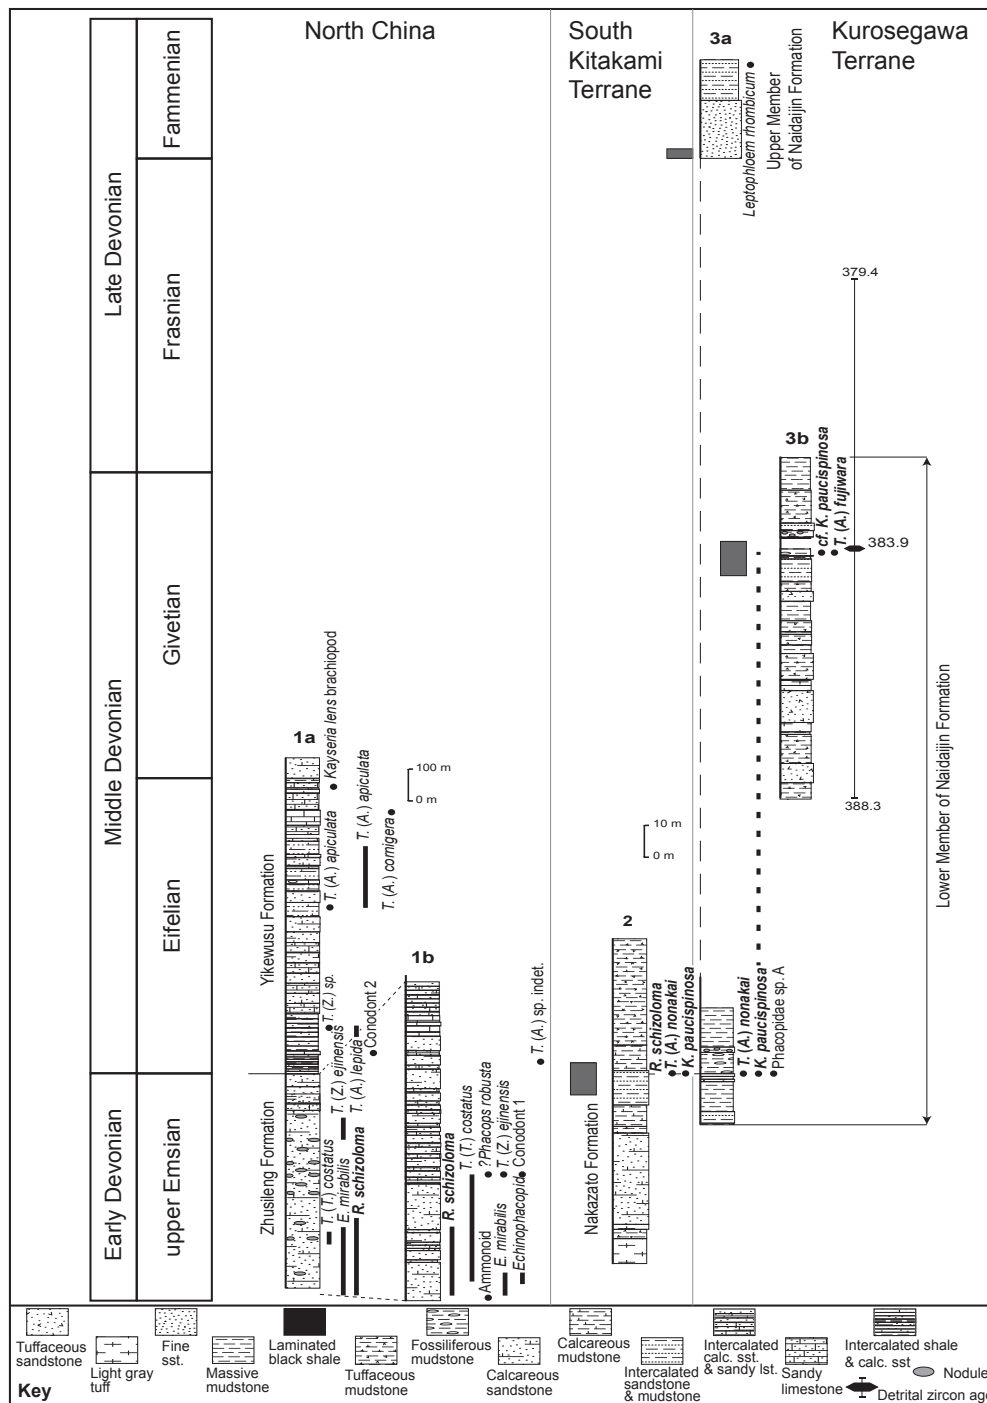 North China
South
Kitakami
Terrane
Kurosegawa
Terrane
Late Devonian
Middle Devonian
Early Devonian
Fammenian
Frasnian
Givetian
Eifelian
upper Emsian
3a
Leptophloem rhombicum
Upper Member
of Naidaijin Formation
379.4
3b
cf. K. paucispinosa
T. (A.) fujiwara
383.9
388.3
Lower Member of Naidaijin Formation
1a
Kayseria lens brachiopod
T. (A.) apiculata
T. (A.) apiculata
T. (A.) cornigera
100 m
0 m
10 m
0 m
Yikewusu Formation
Zhusileng Formation
T. (Z.) sp.
T. (Z.) ejinensis
T. (A.) lepida
Conodont 2
T. (T.) costatus
E. mirabilis
R. schizoloma
1b
R. schizoloma
T. (T.) costatus
?Phacops robusta
T. (Z.) ejinensis
Conodont 1
Ammonoid
E. mirabilis
Echinophacopid
T. (A.) sp. indet.
2
Nakazato Formation
R. schizoloma
T. (A.) nonakai
K. paucispinosa
T. (A.) nonakai
K. paucispinosa
Phacopidae sp. A
Tuffaceous
sandstone
Light gray
tuff
Fine
sst.
Massive
mudstone
Laminated
black shale
Tuffaceous
mudstone
Fossiliferous
mudstone
Calcareous
sandstone
Calcareous
mudstone
Intercalated
sandstone
& mudstone
Intercalated
calc. sst.
& sandy lst.
Sandy
limestone
Intercalated shale
& calc. sst
Nodule
Detrital zircon age
Key